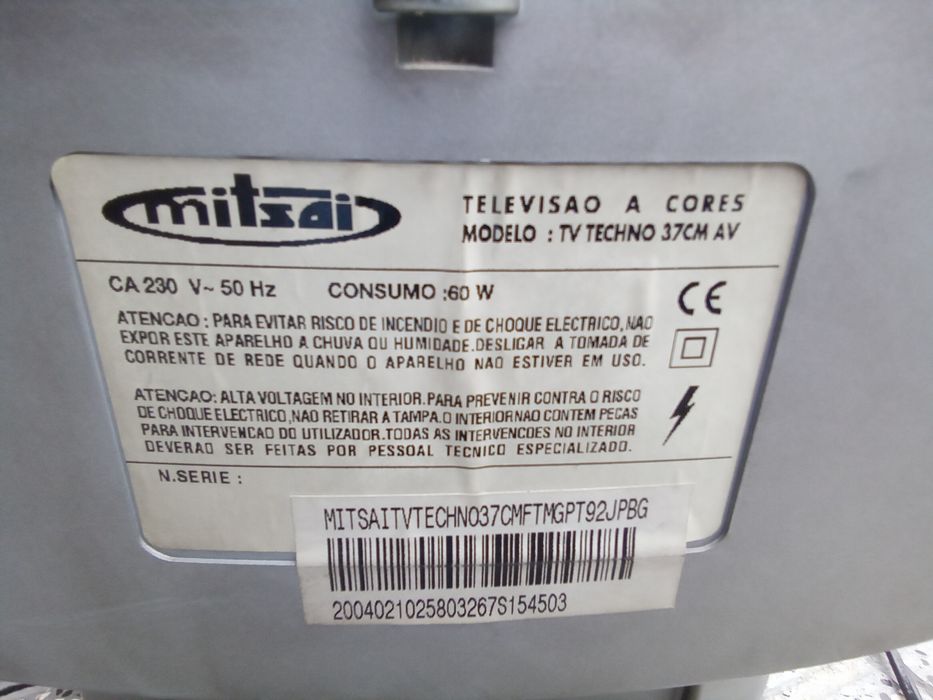 mitsai
TELEVISAO A CORES
MODELO : TV TECHNO 37CM AV
CA 230 V~ 50 Hz CONSUMO :60 W
CE
ATENCAO : PARA EVITAR RISCO DE INCENDIO E DE CHOQUE ELECTRICO,NAO
EXPOR ESTE APARELHO A CHUVA OU HUMIDADE.DESLIGAR A TOMADA DE
CORRENTE DE REDE QUANDO O APARELHO NAO ESTIVER EM USO.
ATENCAO: ALTA VOLTAGEM NO INTERIOR.PARA PREVENIR CONTRA O RISCO
DE CHOQUE ELECTRICO,NAO RETIRAR A TAMPA.O INTERIOR NAO CONTEM PECAS
PARA INTERVENCAO DO UTILIZADOR.TODAS AS INTERVENCOES NO INTERIOR
DEVERAO SER FEITAS POR PESSOAL TECNICO ESPECIALIZADO.
N.SERIE :
MITSAITVTECHNO37CMFTMGPT92JPBG
2004021025803267S154503